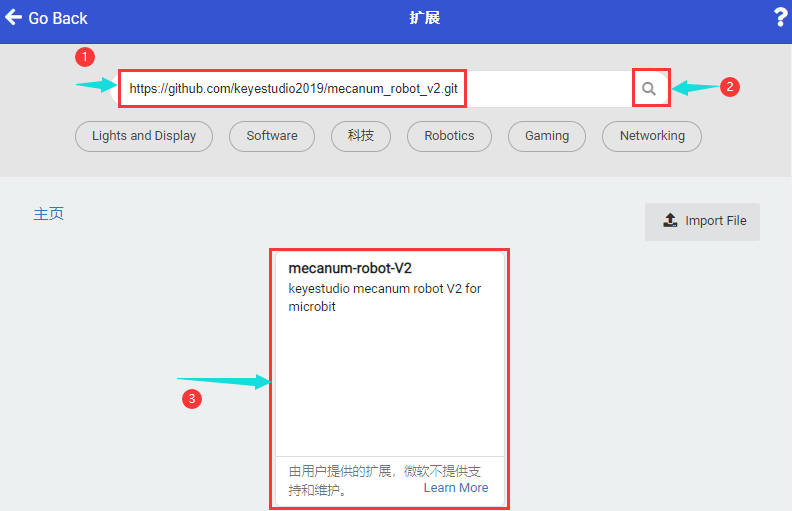 Go Back
扩展
?
1
https://github.com/keyestudio2019/mecanum_robot_v2.git
2
Lights and Display
Software
科技
Robotics
Gaming
Networking
主页
Import File
mecanum-robot-V2
keyestudio mecanum robot V2 for
microbit
3
由用户提供的扩展，微软不提供支
持和维护。
Learn More